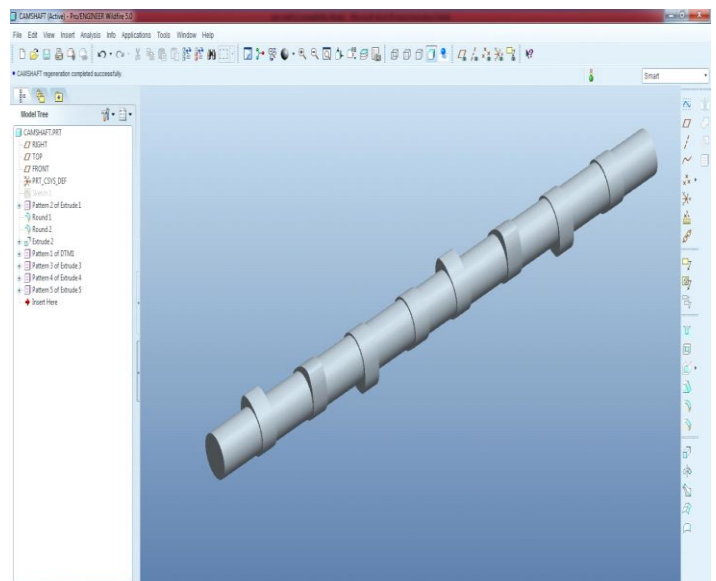 CAMSHAFT (Active) - Pro/ENGINEER Wildfire 5.0
File Edit View Insert Analysis Info Applications Tools Window Help
CAMSHAFT regeneration completed successfully.
Smart
Model Tree
CAMSHAFT.PRT
RIGHT
TOP
FRONT
PRT_CSYS_DEF
Sketch 1
Pattern 2 of Extrude 1
Round 1
Round 2
Extrude 2
Pattern 1 of DTM1
Pattern 3 of Extrude 3
Pattern 4 of Extrude 4
Pattern 5 of Extrude 5
Insert Here